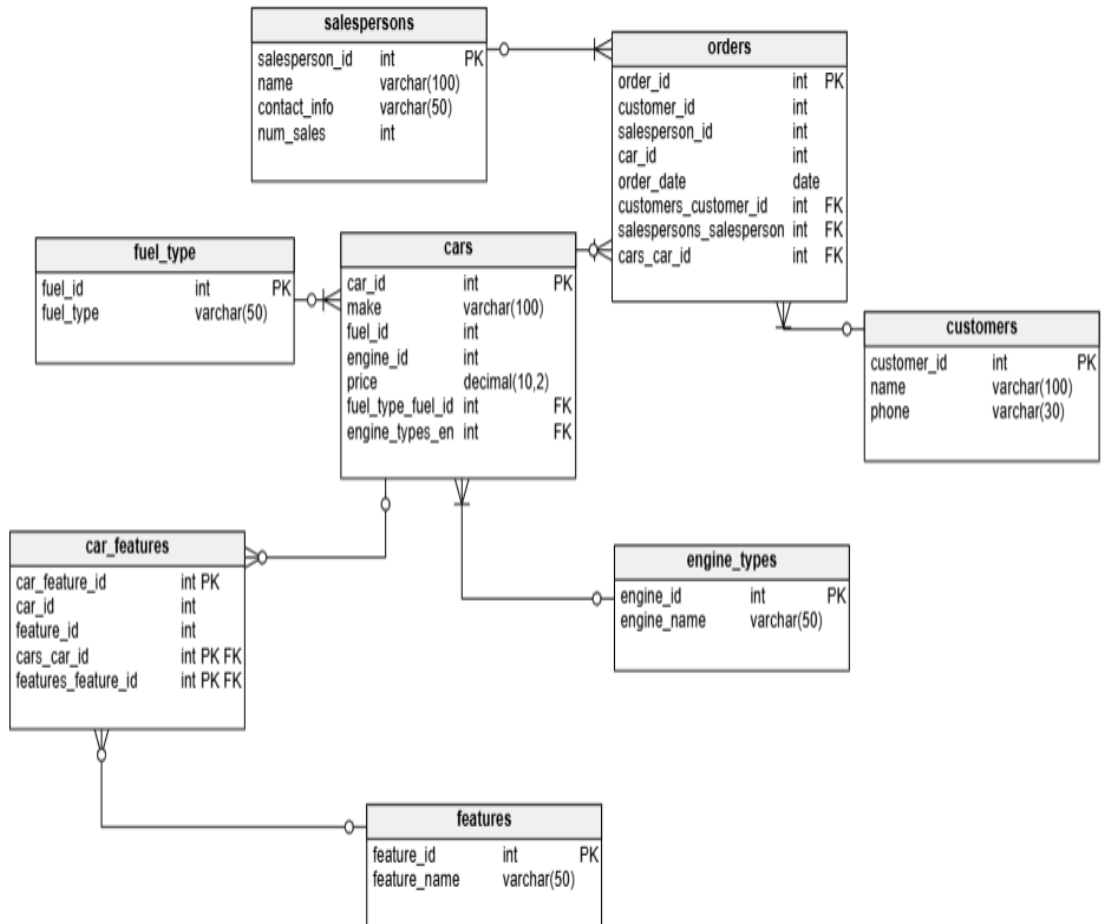 salespersons
salesperson_id int PK
name varchar(100)
contact_info varchar(50)
num_sales int
orders
order_id int PK
customer_id int
salesperson_id int
car_id int
order_date date
customers_customer_id int FK
salespersons_salesperson int FK
cars_car_id int FK
fuel_type
fuel_id int PK
fuel_type varchar(50)
cars
car_id int PK
make varchar(100)
fuel_id int
engine_id int
price decimal(10,2)
fuel_type_fuel_id int FK
engine_types_en int FK
customers
customer_id int PK
name varchar(100)
phone varchar(30)
car_features
car_feature_id int PK
car_id int
feature_id int
cars_car_id int PK FK
features_feature_id int PK FK
engine_types
engine_id int PK
engine_name varchar(50)
features
feature_id int PK
feature_name varchar(50)